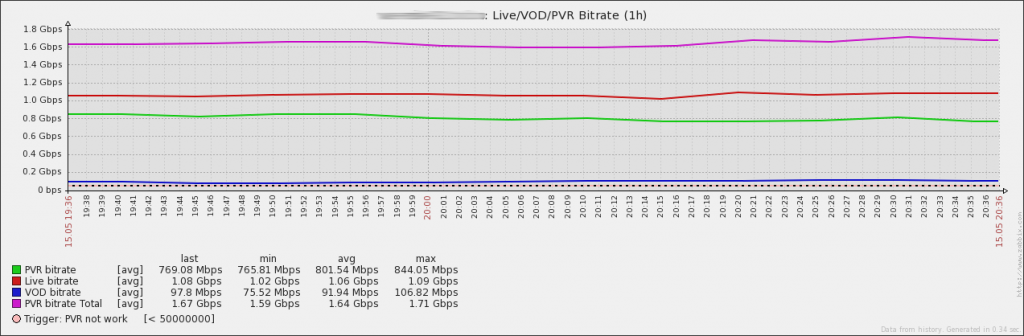 : Live/VOD/PVR Bitrate (1h)
1.8 Gbps
1.6 Gbps
1.4 Gbps
1.2 Gbps
1.0 Gbps
0.8 Gbps
0.6 Gbps
0.4 Gbps
0.2 Gbps
0 bps
15.05 19:36 19:38 19:39 19:40 19:41 19:42 19:44 19:45 19:46 19:47 19:48 19:49 19:50 19:51 19:52 19:53 19:54 19:55 19:56 19:57 19:58 19:59 20:00 20:01 20:02 20:03 20:04 20:05 20:06 20:07 20:08 20:09 20:10 20:11 20:12 20:13 20:14 20:15 20:16 20:17 20:18 20:19 20:20 20:21 20:22 20:23 20:24 20:25 20:26 20:27 20:28 20:29 20:30 20:31 20:32 20:33 20:34 20:35 20:36 15.05 20:36
last min avg max
PVR bitrate [avg] 769.08 Mbps 765.81 Mbps 801.54 Mbps 844.05 Mbps
Live bitrate [avg] 1.08 Gbps 1.02 Gbps 1.06 Gbps 1.09 Gbps
VOD bitrate [avg] 97.8 Mbps 75.52 Mbps 91.94 Mbps 106.82 Mbps
PVR bitrate Total [avg] 1.67 Gbps 1.59 Gbps 1.64 Gbps 1.71 Gbps
Trigger: PVR not work [< 50000000]
http://www.zabbix.com
Data from history. Generated in 0.34 sec